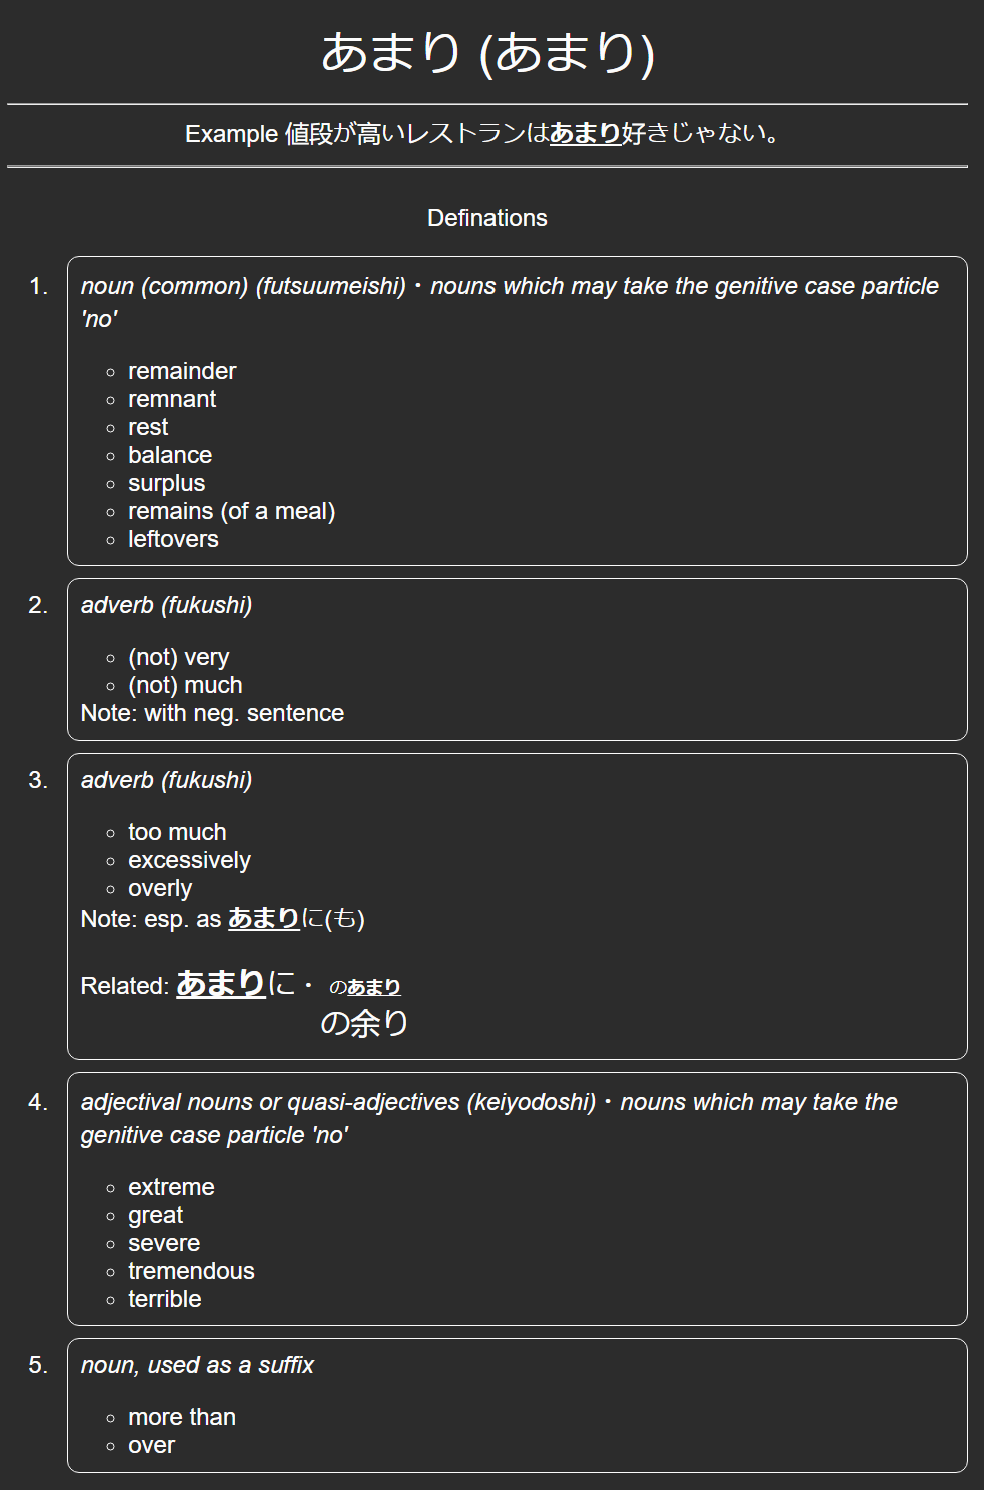 あまり (あまり)
Example 値段が高いレストランはあまり好きじゃない。
Definations
1. noun (common) (futsuumeishi)・nouns which may take the genitive case particle
'no'
remainder
remnant
rest
balance
surplus
remains (of a meal)
leftovers
2. adverb (fukushi)
(not) very
(not) much
Note: with neg. sentence
3. adverb (fukushi)
too much
excessively
overly
Note: esp. as あまりに(も)
Related: あまりに・ のあまり
の余り
4. adjectival nouns or quasi-adjectives (keiyodoshi)・nouns which may take the
genitive case particle 'no'
extreme
great
severe
tremendous
terrible
5. noun, used as a suffix
more than
over